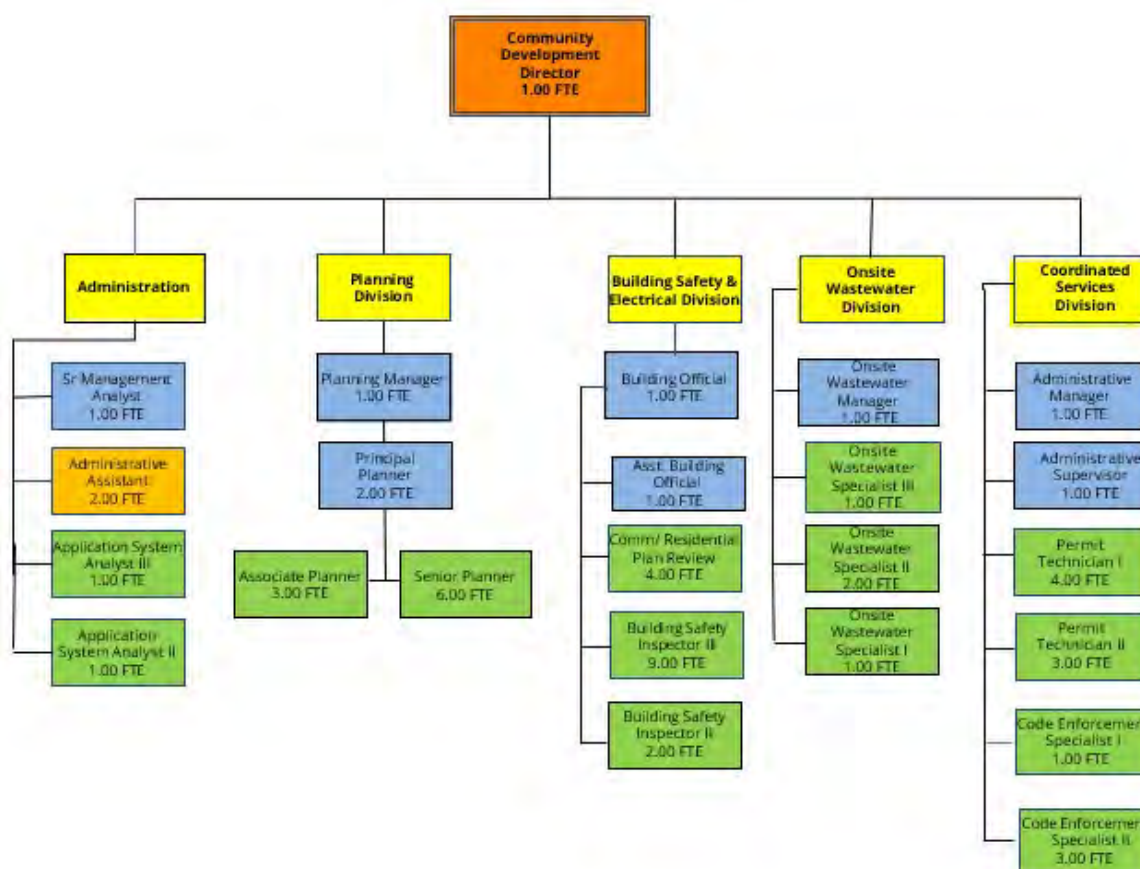 Community
Development
Director
1.00 FTE
Administration
Sr Management
Analyst
1.00 FTE
Administrative
Assistant
2.00 FTE
Application System
Analyst III
1.00 FTE
Application
System Analyst II
1.00 FTE
Planning
Division
Planning Manager
1.00 FTE
Principal
Planner
2.00 FTE
Associate Planner
3.00 FTE
Senior Planner
6.00 FTE
Building Safety &
Electrical Division
Building Official
1.00 FTE
Asst. Building
Official
1.00 FTE
Comm/ Residential
Plan Review
4.00 FTE
Building Safety
Inspector III
9.00 FTE
Building Safety
Inspector II
2.00 FTE
Onsite
Wastewater
Division
Onsite
Wastewater
Manager
1.00 FTE
Onsite
Wastewater
Specialist III
1.00 FTE
Onsite
Wastewater
Specialist II
2.00 FTE
Onsite
Wastewater
Specialist I
1.00 FTE
Coordinated
Services
Division
Administrative
Manager
1.00 FTE
Administrative
Supervisor
1.00 FTE
Permit
Technician I
4.00 FTE
Permit
Technician II
3.00 FTE
Code Enforcemen
Specialist I
1.00 FTE
Code Enforcemen
Specialist II
3.00 FTE